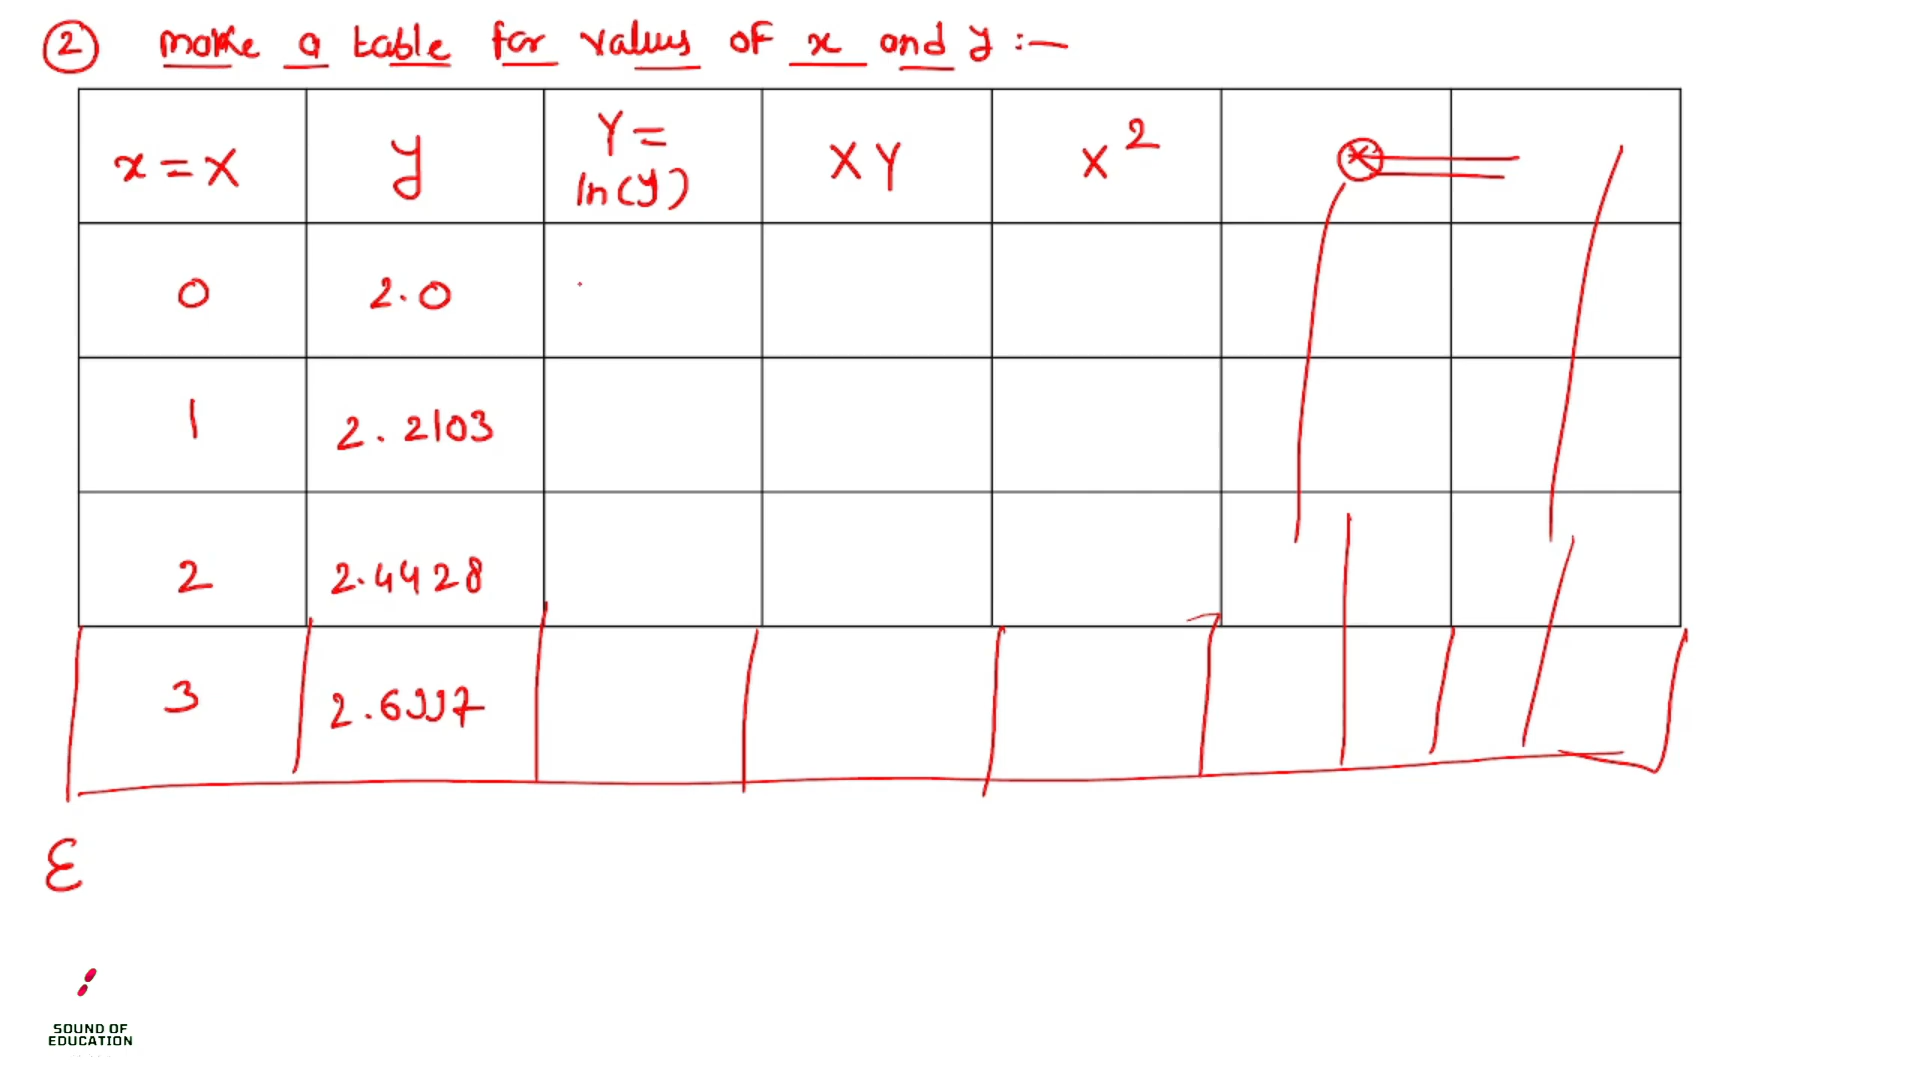 ② make a table for values of x and y :—
x = X y Y = ln(y) XY X²
0 2.0
1 2.2103
2 2.4428
3 2.6997
Ɛ
SOUND OF
EDUCATION